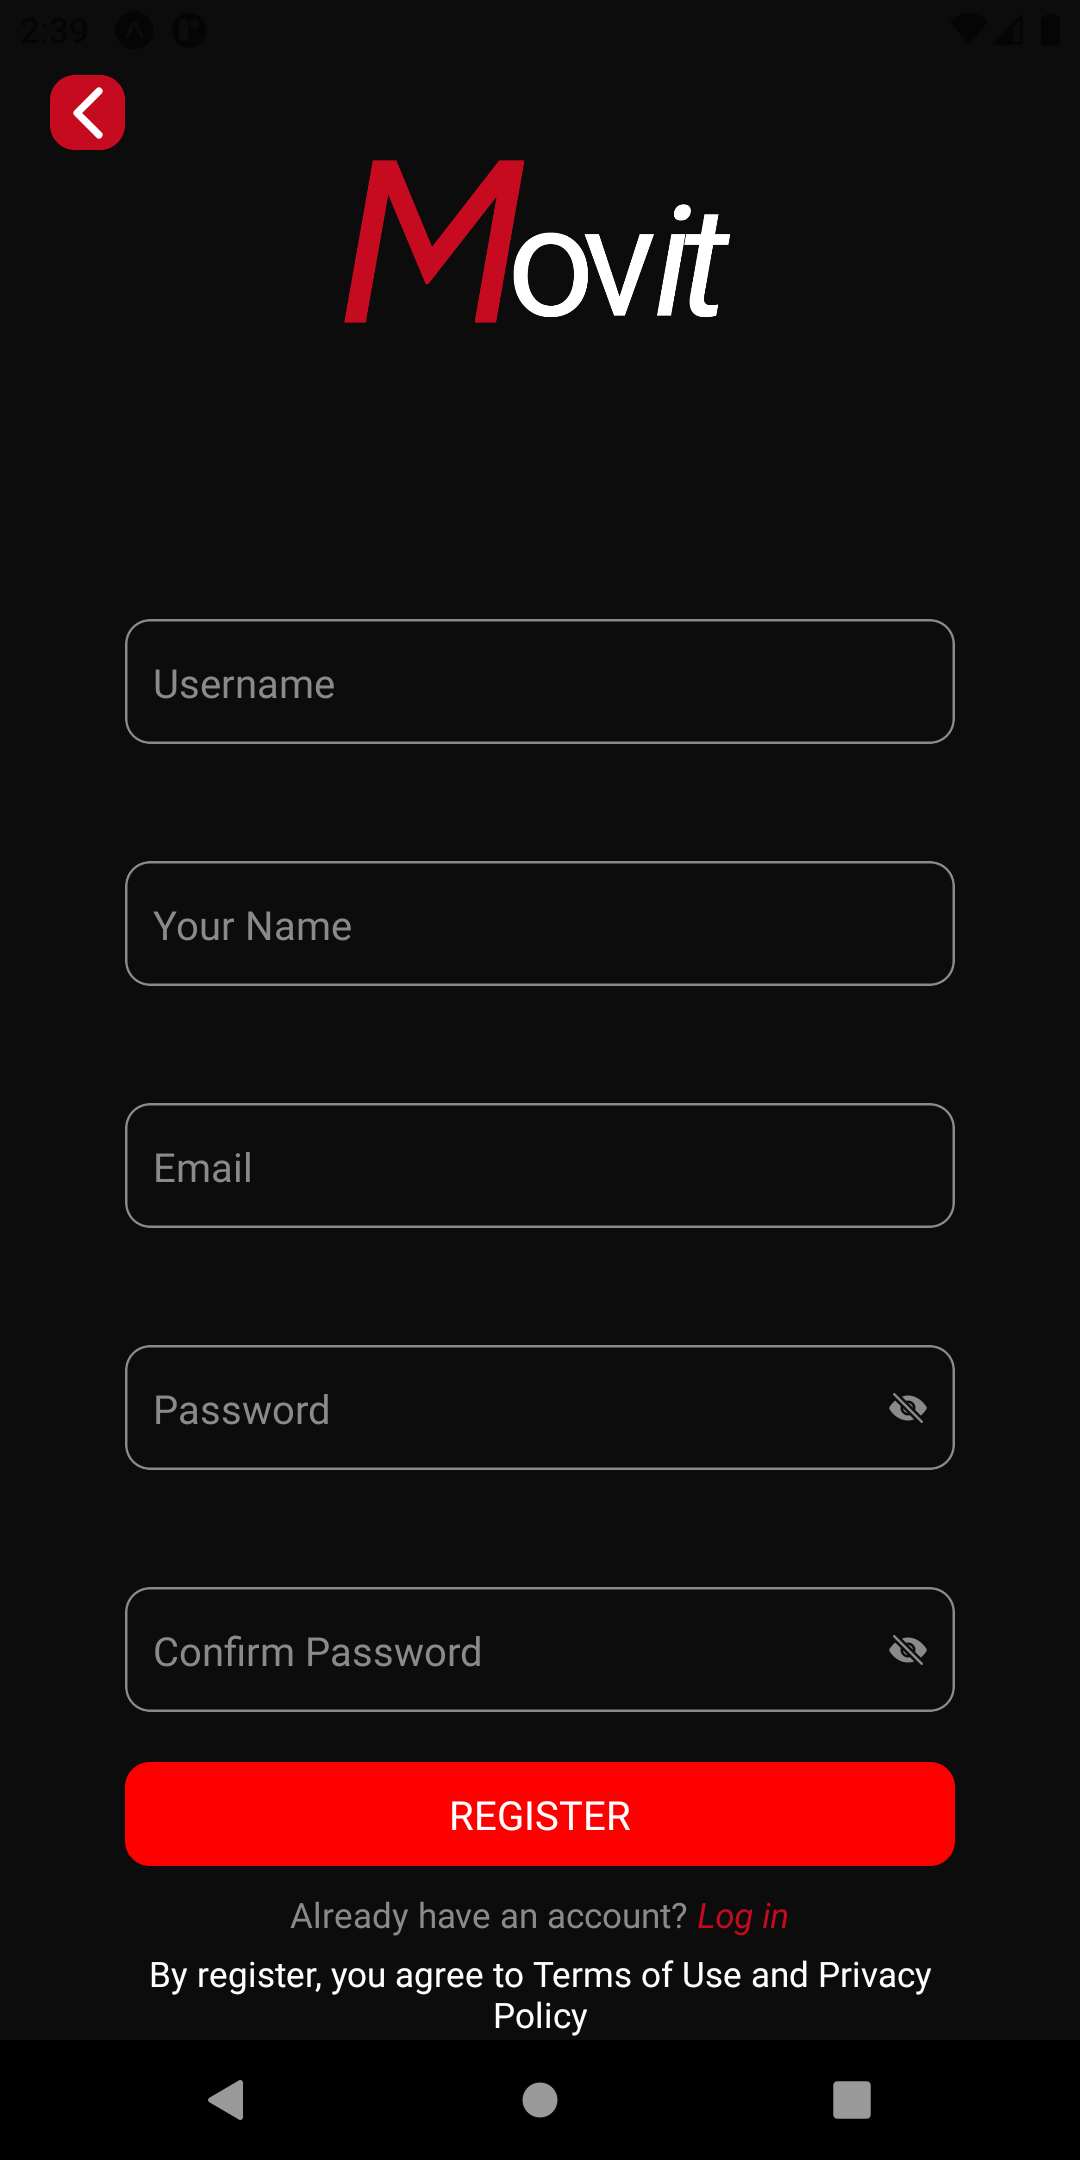 2:39
Movit
Username
Your Name
Email
Password
Confirm Password
REGISTER
Already have an account? Log in
By register, you agree to Terms of Use and Privacy
Policy